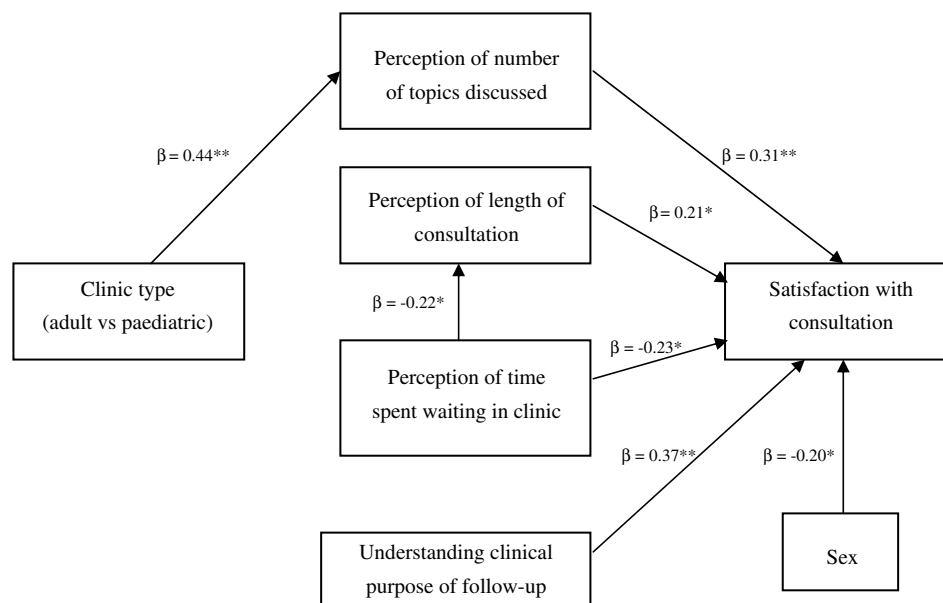 Perception of number
of topics discussed
β = 0.44**
β = 0.31**
Perception of length of
consultation
β = 0.21*
Clinic type
(adult vs paediatric)
β = -0.22*
Satisfaction with
consultation
Perception of time
spent waiting in clinic
β = -0.23*
β = 0.37**
β = -0.20*
Understanding clinical
purpose of follow-up
Sex